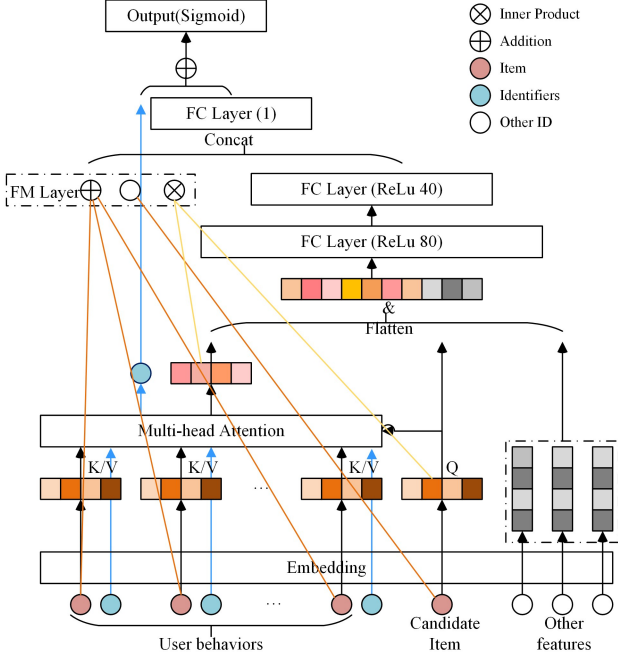 Output(Sigmoid)
Inner Product
Addition
Item
Identifiers
Other ID
FC Layer (1)
Concat
FM Layer
FC Layer (ReLu 40)
FC Layer (ReLu 80)
&
Flatten
Multi-head Attention
K/V
K/V
...
K/V
Q
Embedding
...
User behaviors
Candidate
Item
Other
features